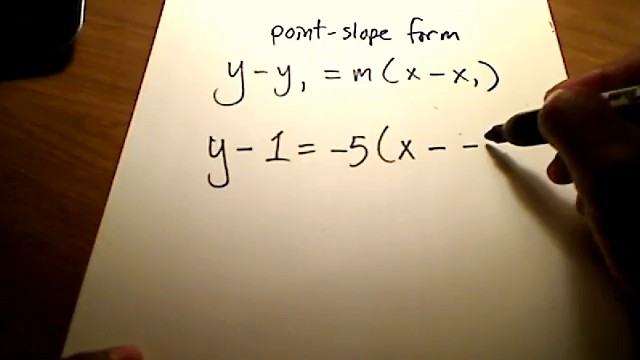 point-slope form
y - y₁ = m(x - x₁)
y - 1 = -5(x - -